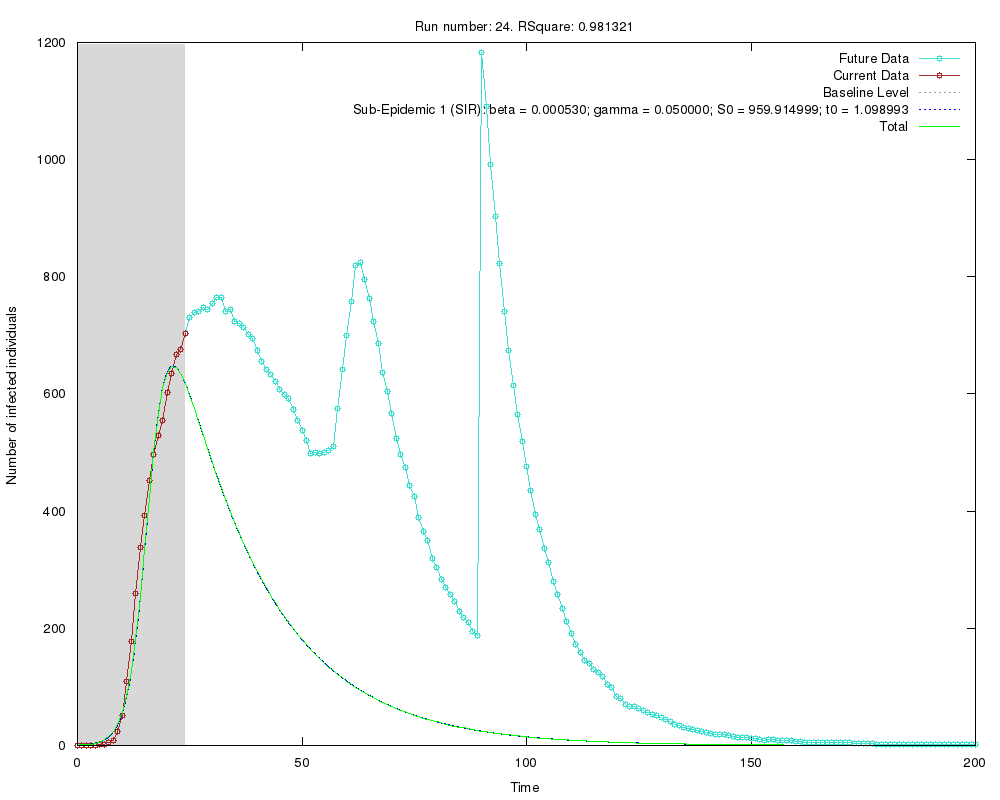 Run number: 24. RSquare: 0.981321
Future Data
Current Data
Baseline Level
Sub-Epidemic 1 (SIR): beta = 0.000530; gamma = 0.050000; S0 = 959.914999; t0 = 1.098993
Total
1200
1000
800
600
400
200
0
Number of infected individuals
0 50 100 150 200
Time